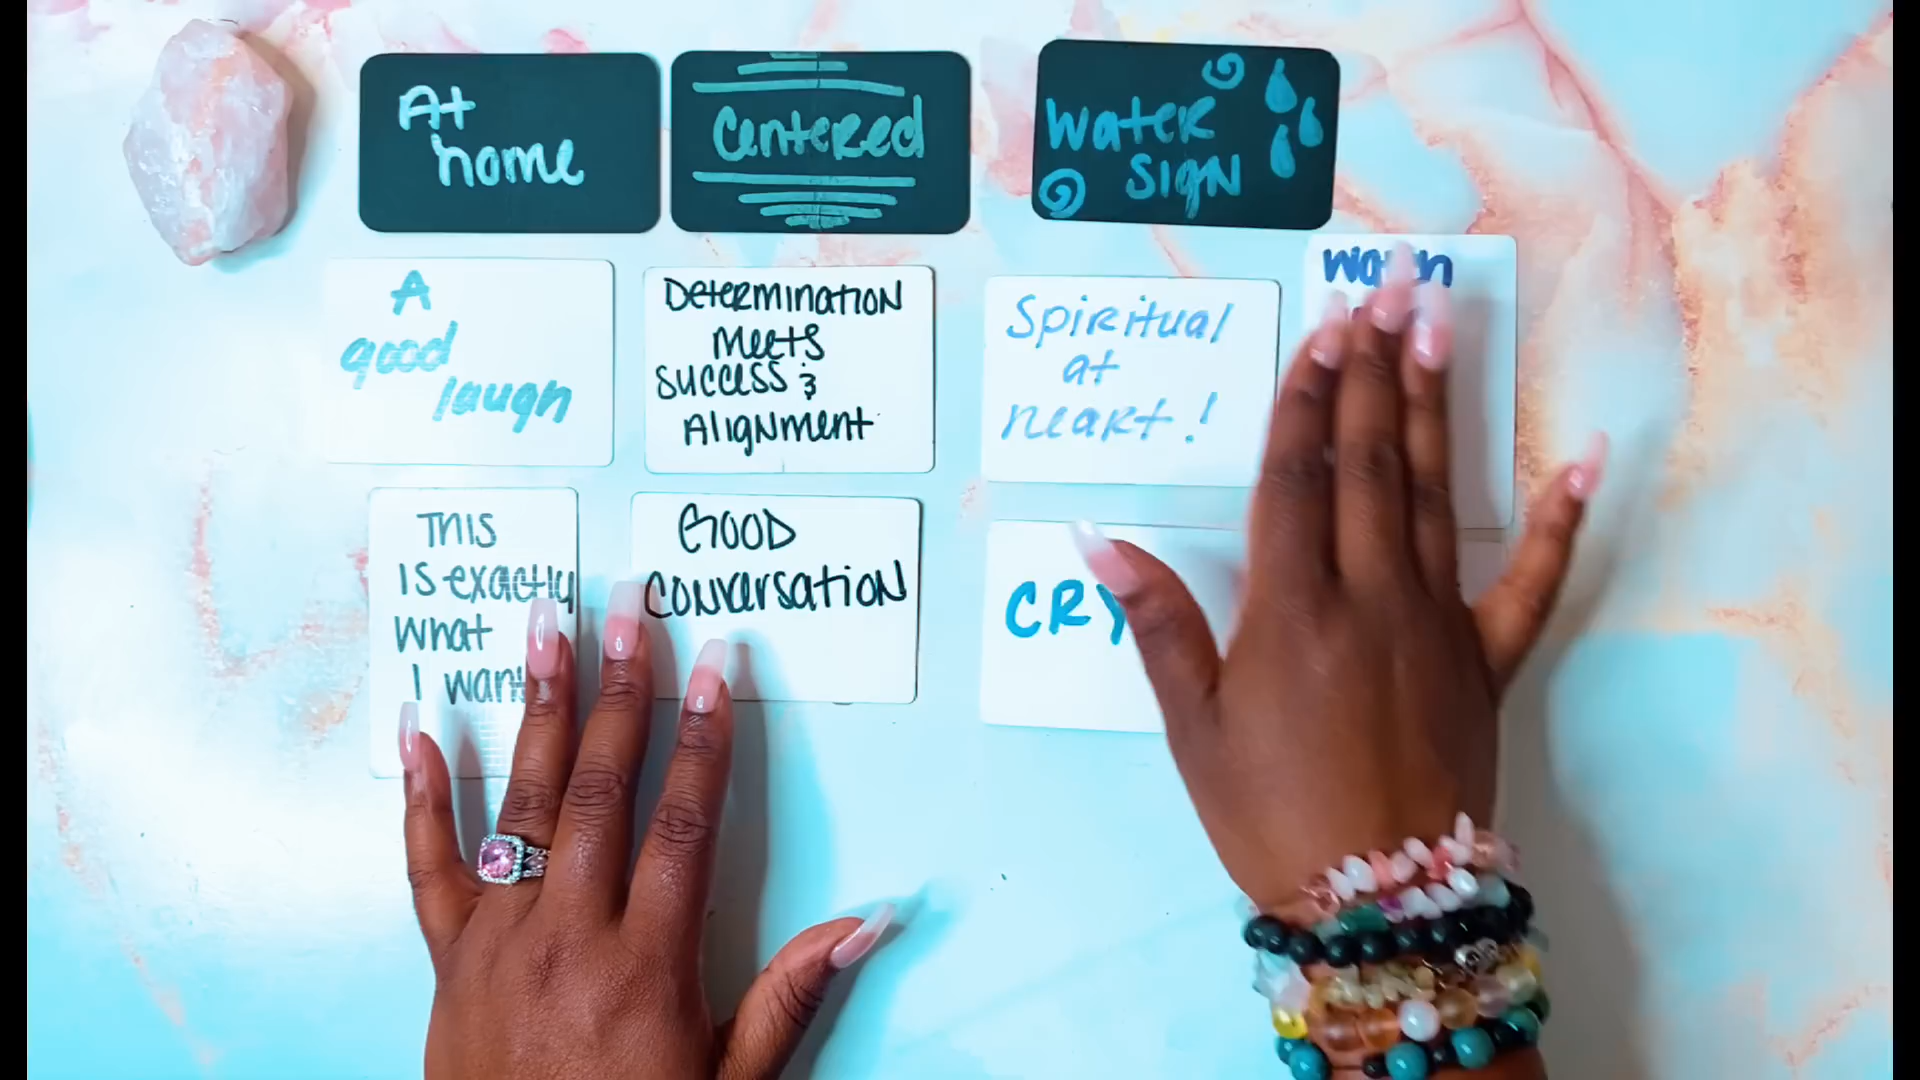 At
home
Centered
Water
Sign
A
good
laugh
Determination
Meets
Success &
Alignment
Spiritual
at
heart!
This
is exactly
What
I want
Good
Conversation